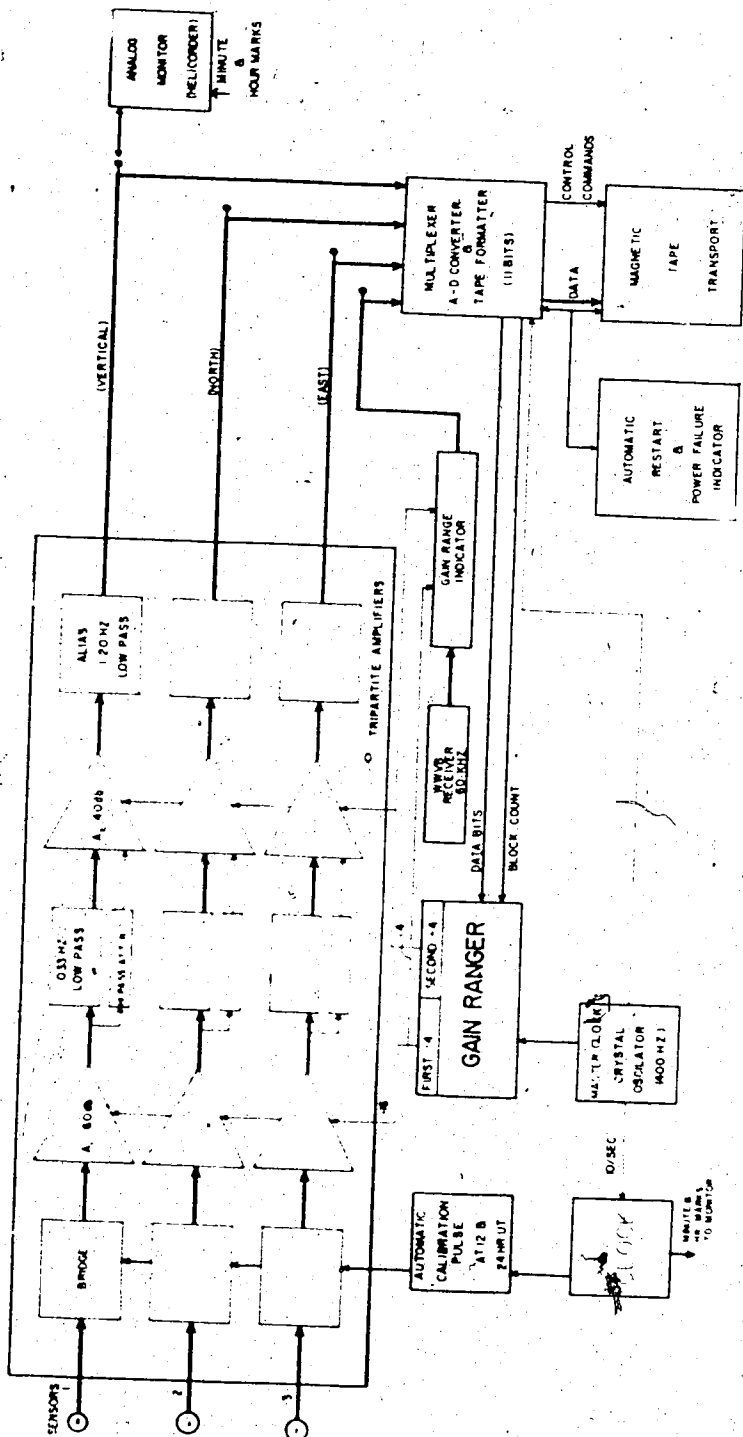 SENSORS
1
2
3
BRIDGE
A₁ 60db
0.33 HZ
LOW PASS
A₂ 40db
ALIAS
1.20 HZ
LOW PASS
TRIPARTITE AMPLIFIERS
(VERTICAL)
(NORTH)
(EAST)
ANALOG
MONITOR
(HELICORDER)
MINUTE
&
HOUR MARKS
MULTIPLEXER
A-D CONVERTER
&
TAPE FORMATTER
(11 BITS)
CONTROL
COMMANDS
DATA
MAGNETIC
TAPE
TRANSPORT
AUTOMATIC
RESTART
&
POWER FAILURE
INDICATOR
GAIN RANGE
INDICATOR
WWVB
RECEIVER
60 KHZ
DATA BITS
BLOCK COUNT
FIRST ÷4
SECOND ÷4
GAIN RANGER
MASTER CLOCK
CRYSTAL
OSCILATOR
(400 HZ)
10/SEC
AUTOMATIC
CALIBRATION
PULSE
AT 12 &
24 HR UT
CLOCK
MINUTE &
HR MARKS
TO MONITOR